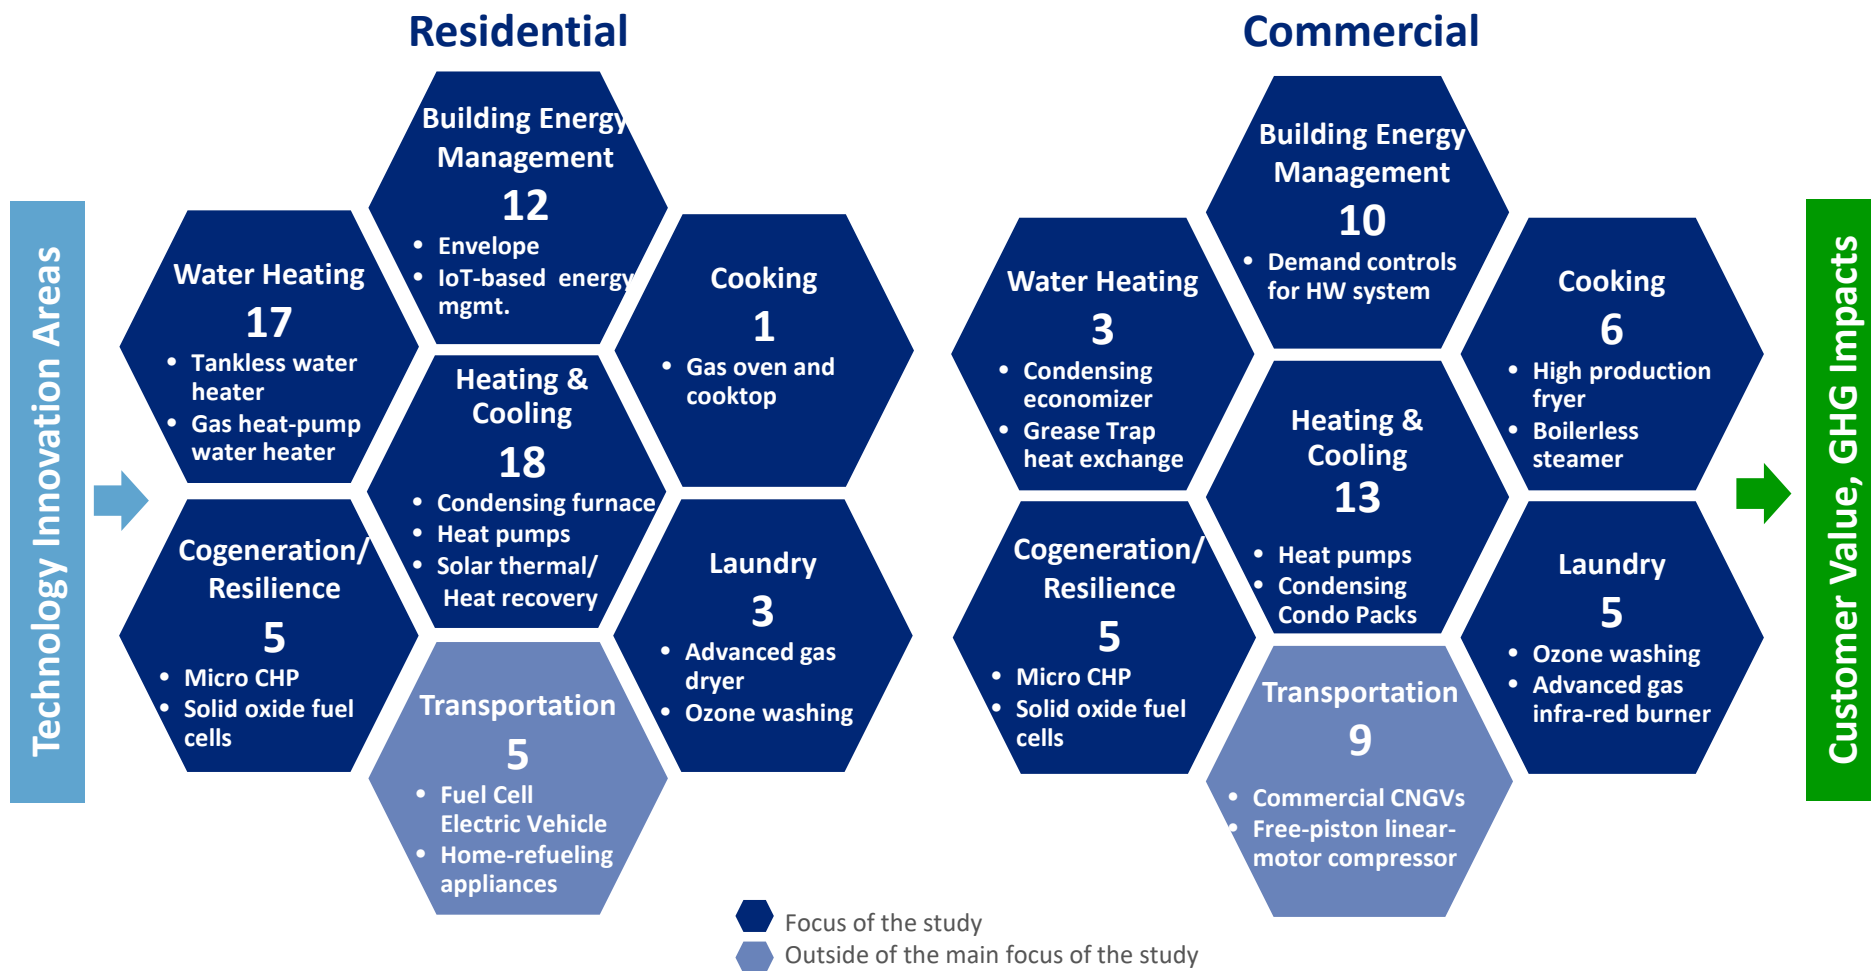 Residential
Commercial
Technology Innovation Areas
Building Energy
Management
12
• Envelope
• IoT-based energy
mgmt.
Water Heating
17
• Tankless water
heater
• Gas heat-pump
water heater
Cooking
1
• Gas oven and
cooktop
Heating &
Cooling
18
• Condensing furnace
• Heat pumps
• Solar thermal/
Heat recovery
Cogeneration/
Resilience
5
• Micro CHP
• Solid oxide fuel
cells
Laundry
3
• Advanced gas
dryer
• Ozone washing
Transportation
5
• Fuel Cell
Electric Vehicle
• Home-refueling
appliances
Building Energy
Management
10
• Demand controls
for HW system
Water Heating
3
• Condensing
economizer
• Grease Trap
heat exchange
Cooking
6
• High production
fryer
• Boilerless
steamer
Heating &
Cooling
13
• Heat pumps
• Condensing
Condo Packs
Cogeneration/
Resilience
5
• Micro CHP
• Solid oxide fuel
cells
Laundry
5
• Ozone washing
• Advanced gas
infra-red burner
Transportation
9
• Commercial CNGVs
• Free-piston linear-
motor compressor
Customer Value, GHG Impacts
Focus of the study
Outside of the main focus of the study